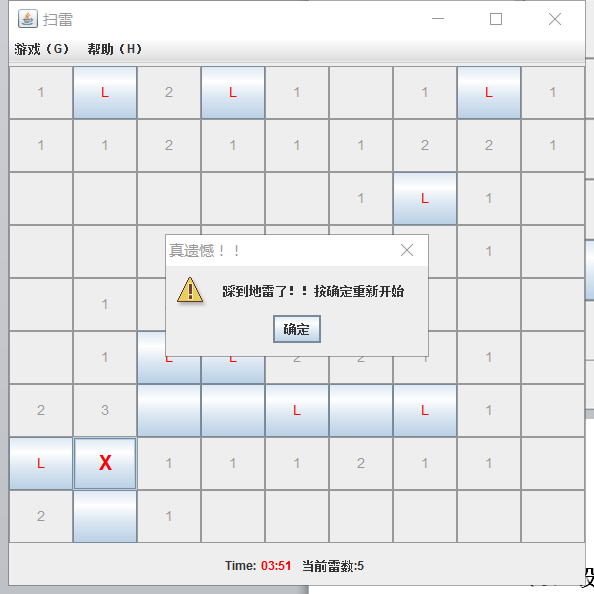 扫雷
游戏（G） 帮助（H）
1 L 2 L 1 1 L 1
1 1 2 1 1 1 2 2 1
1 L 1
真遗憾！！
1
踩到地雷了！！按确定重新开始
1
确定
1 L L 2 2 1 1
2 3 L L 1
L X 1 1 1 2 1 1
2 1
Time: 03:51 当前雷数:5